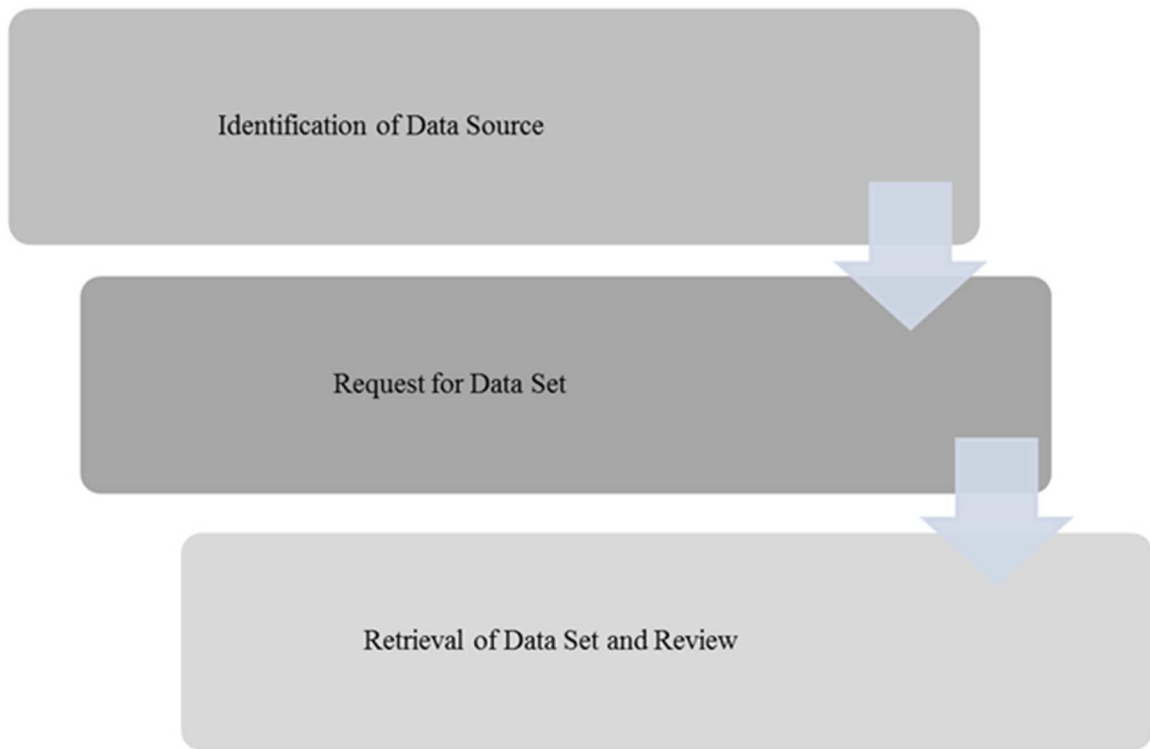 Identification of Data Source
Request for Data Set
Retrieval of Data Set and Review